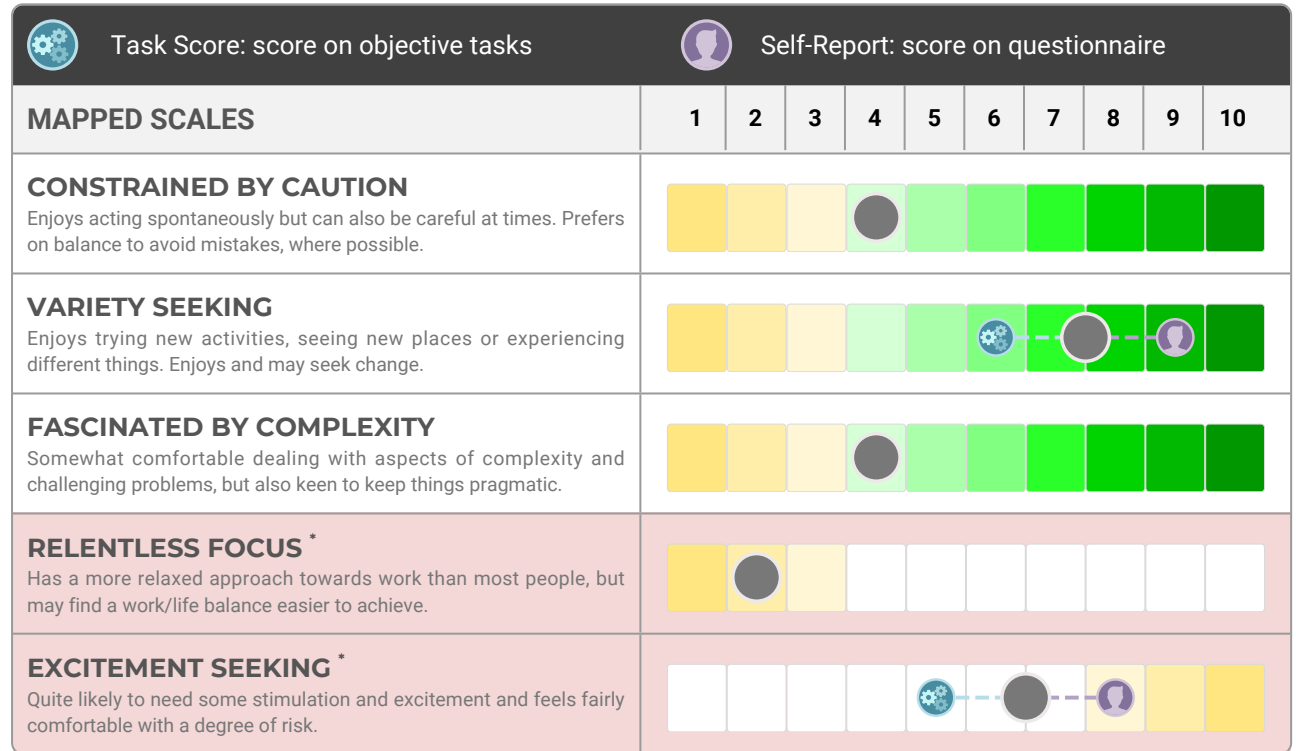 Task Score: score on objective tasks
Self-Report: score on questionnaire
MAPPED SCALES
1 2 3 4 5 6 7 8 9 10
CONSTRAINED BY CAUTION
Enjoys acting spontaneously but can also be careful at times. Prefers
on balance to avoid mistakes, where possible.
VARIETY SEEKING
Enjoys trying new activities, seeing new places or experiencing
different things. Enjoys and may seek change.
FASCINATED BY COMPLEXITY
Somewhat comfortable dealing with aspects of complexity and
challenging problems, but also keen to keep things pragmatic.
RELENTLESS FOCUS *
Has a more relaxed approach towards work than most people, but
may find a work/life balance easier to achieve.
EXCITEMENT SEEKING *
Quite likely to need some stimulation and excitement and feels fairly
comfortable with a degree of risk.